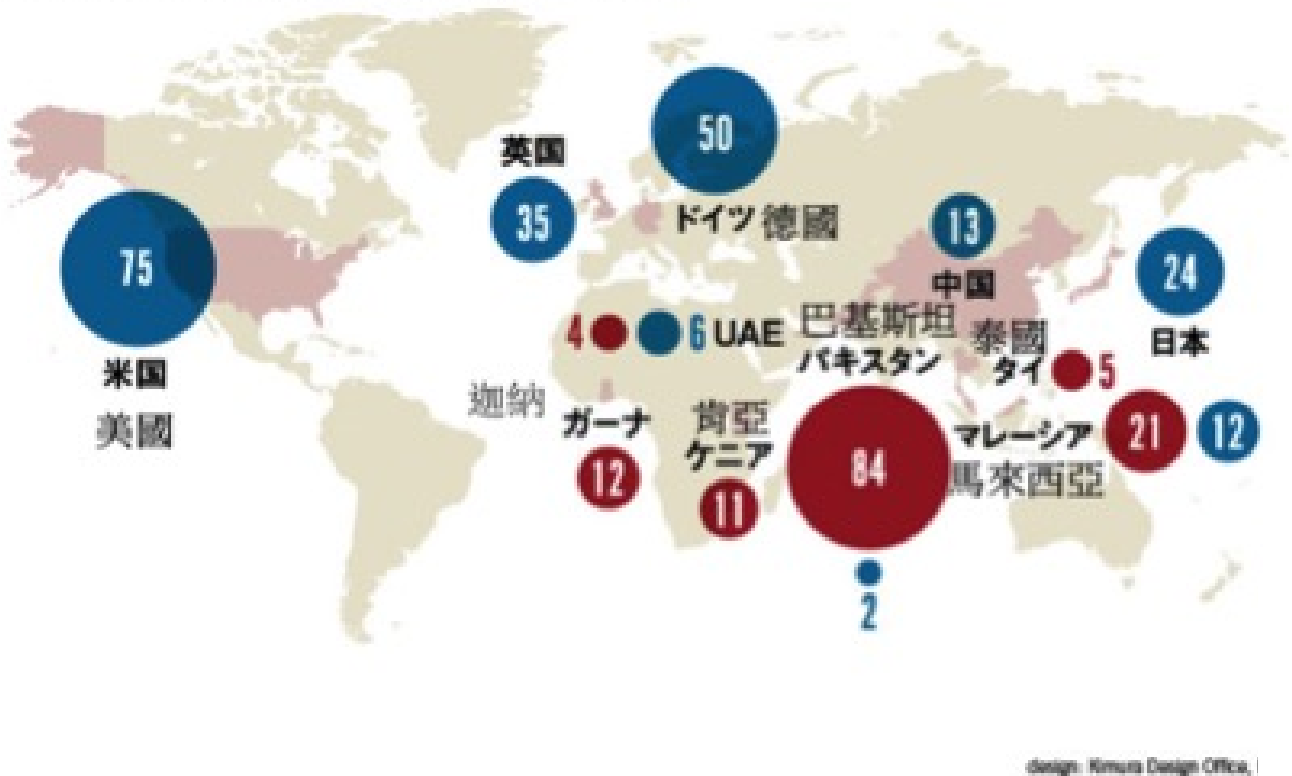 英国
35
50
ドイツ 德國
75
米国
美國
13
中国
24
日本
4
6 UAE
巴基斯坦
パキスタン
泰國
タイ
5
迦納
ガーナ
12
肯亞
ケニア
11
84
2
マレーシア
馬來西亞
21
12
design: Kimura Design Office,